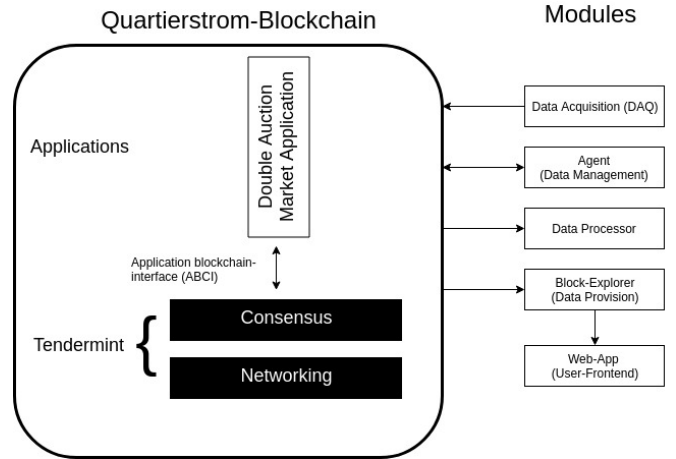 Quartierstrom-Blockchain
Modules
Double Auction
Market Application
Applications
Application blockchain-
interface (ABCI)
Tendermint
{
Consensus
Networking
Data Acquisition (DAQ)
Agent
(Data Management)
Data Processor
Block-Explorer
(Data Provision)
Web-App
(User-Frontend)